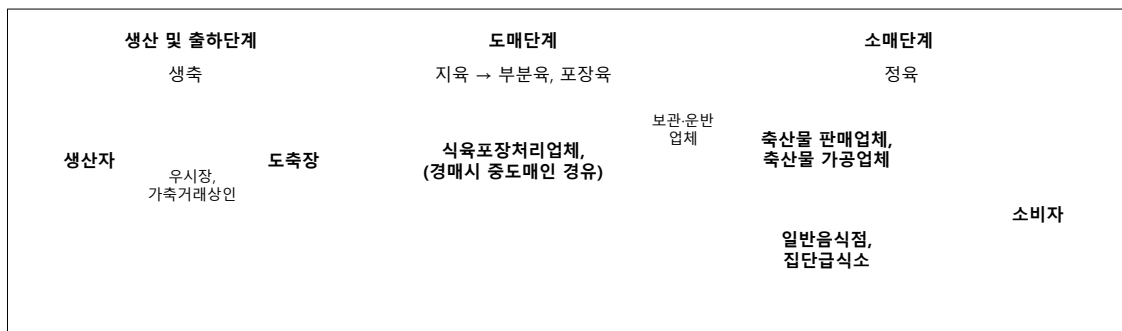 생산 및 출하단계
도매단계
소매단계
생축
지육 → 부분육, 포장육
정육
생산자
우시장,
가축거래상인
도축장
식육포장처리업체,
(경매시 중도매인 경유)
보관·운반
업체
축산물 판매업체,
축산물 가공업체
일반음식점,
집단급식소
소비자